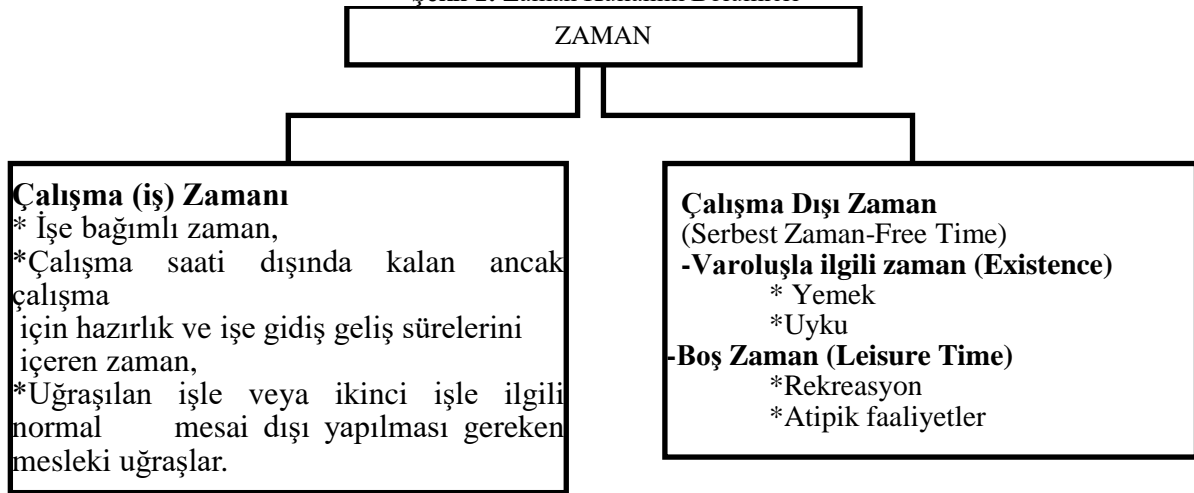 ZAMAN
Çalışma (iş) Zamanı
* İşe bağımlı zaman,
*Çalışma saati dışında kalan ancak
çalışma
için hazırlık ve işe gidiş geliş sürelerini
içeren zaman,
*Uğraşılan işle veya ikinci işle ilgili
normal mesai dışı yapılması gereken
mesleki uğraşlar.
Çalışma Dışı Zaman
(Serbest Zaman-Free Time)
-Varoluşla ilgili zaman (Existence)
* Yemek
*Uyku
-Boş Zaman (Leisure Time)
*Rekreasyon
*Atipik faaliyetler